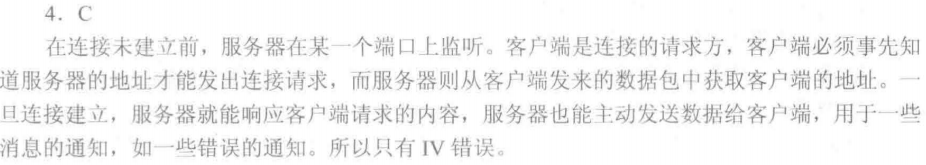 4．C
在连接未建立前，服务器在某一个端口上监听。客户端是连接的请求方，客户端必须事先知
道服务器的地址才能发出连接请求，而服务器则从客户端发来的数据包中获取客户端的地址。一
旦连接建立，服务器就能响应客户端请求的内容，服务器也能主动发送数据给客户端，用于一些
消息的通知，如一些错误的通知。所以只有 IV 错误。